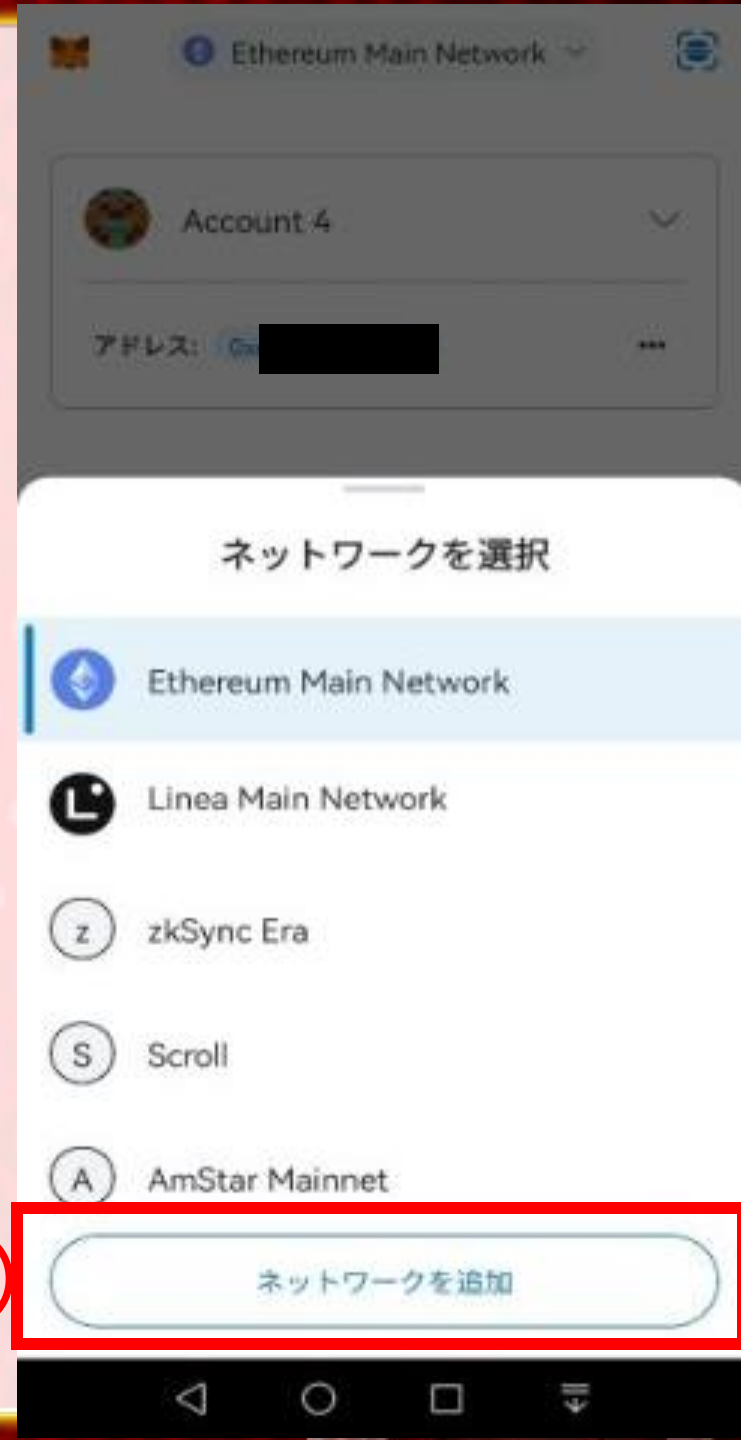 Ethereum Main Network
Account 4
アドレス:
ネットワークを選択
Ethereum Main Network
Linea Main Network
z zkSync Era
S Scroll
A AmStar Mainnet
ネットワークを追加